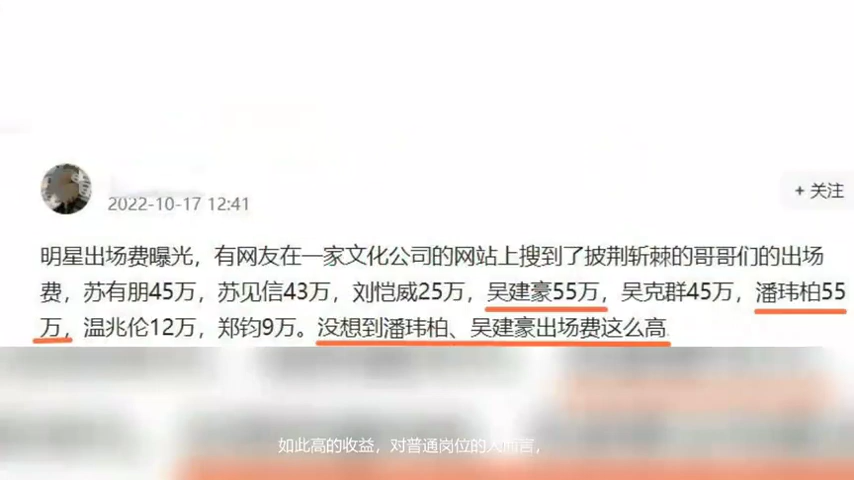 2022-10-17 12:41
+ 关注
明星出场费曝光，有网友在一家文化公司的网站上搜到了披荆斩棘的哥哥们的出场
费，苏有朋45万，苏见信43万，刘恺威25万，吴建豪55万，吴克群45万，潘玮柏55
万，温兆伦12万，郑钧9万。没想到潘玮柏、吴建豪出场费这么高
如此高的收益，对普通岗位的人而言，